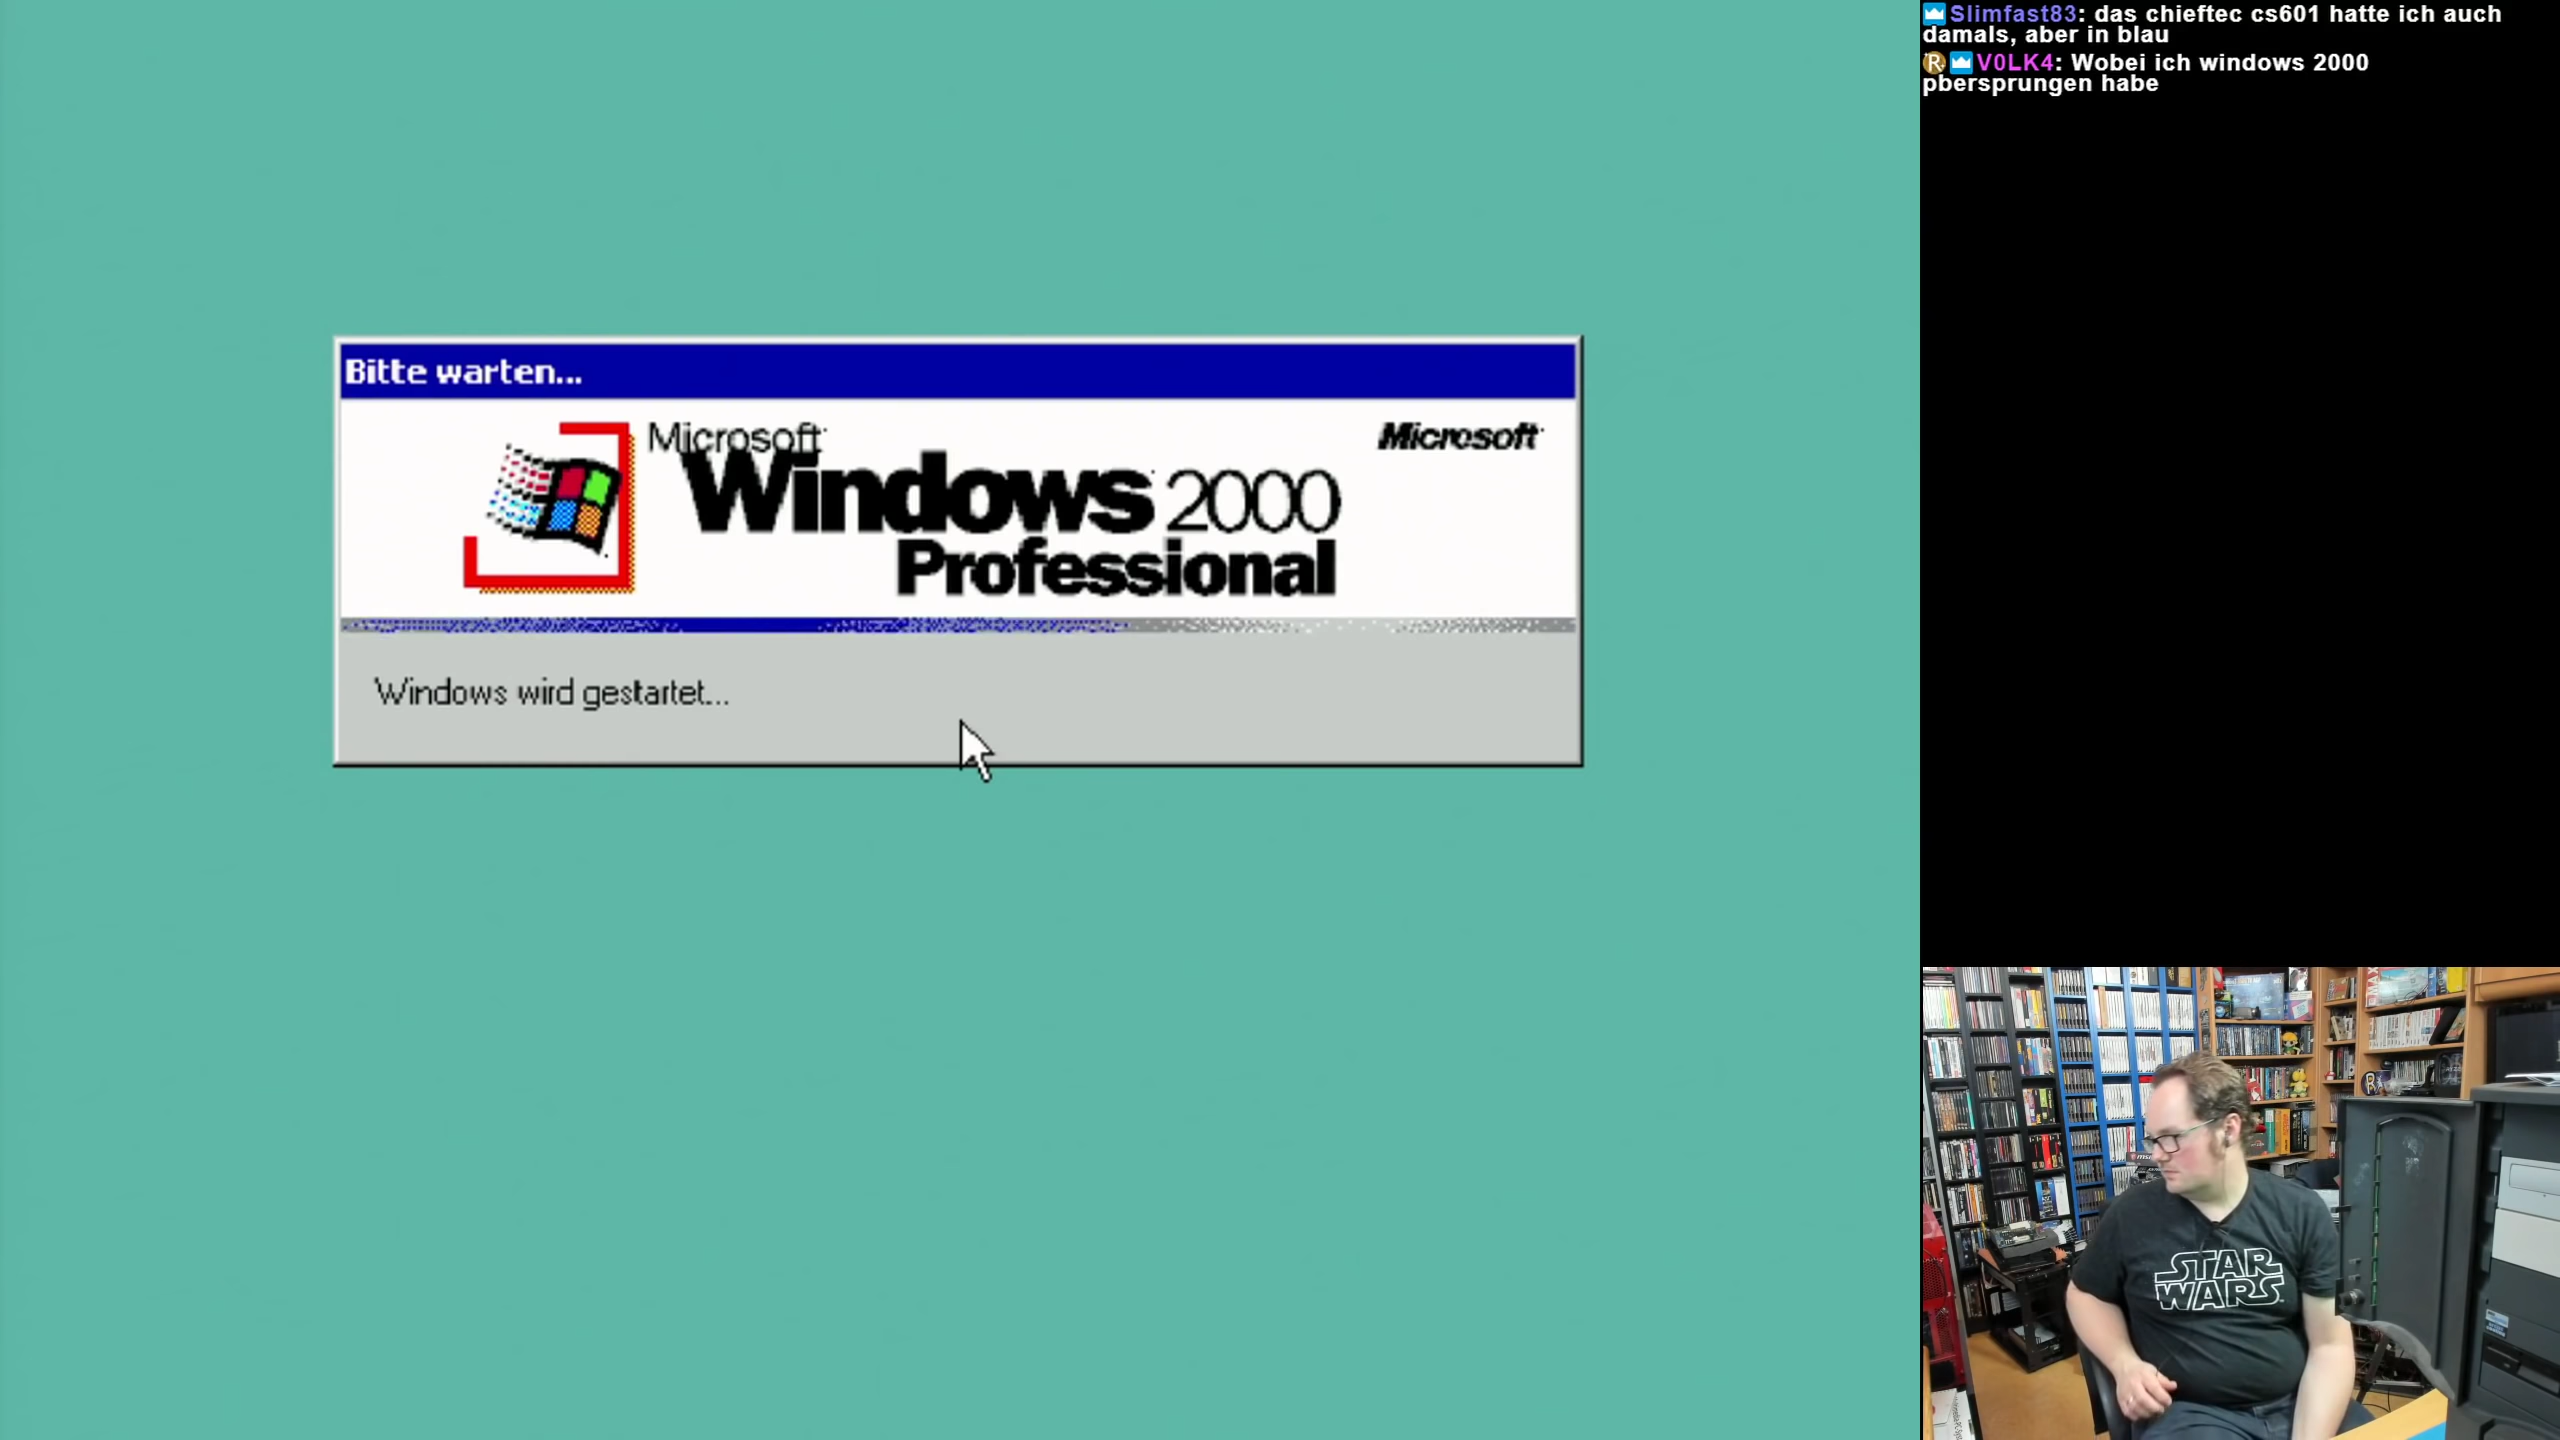 Bitte warten...
Microsoft
Microsoft
Windows 2000
Professional
Windows wird gestartet...
Slimfast83: das chieftec cs601 hatte ich auch
damals, aber in blau
V0LK4: Wobei ich windows 2000
pbersprungen habe
STAR
WARS